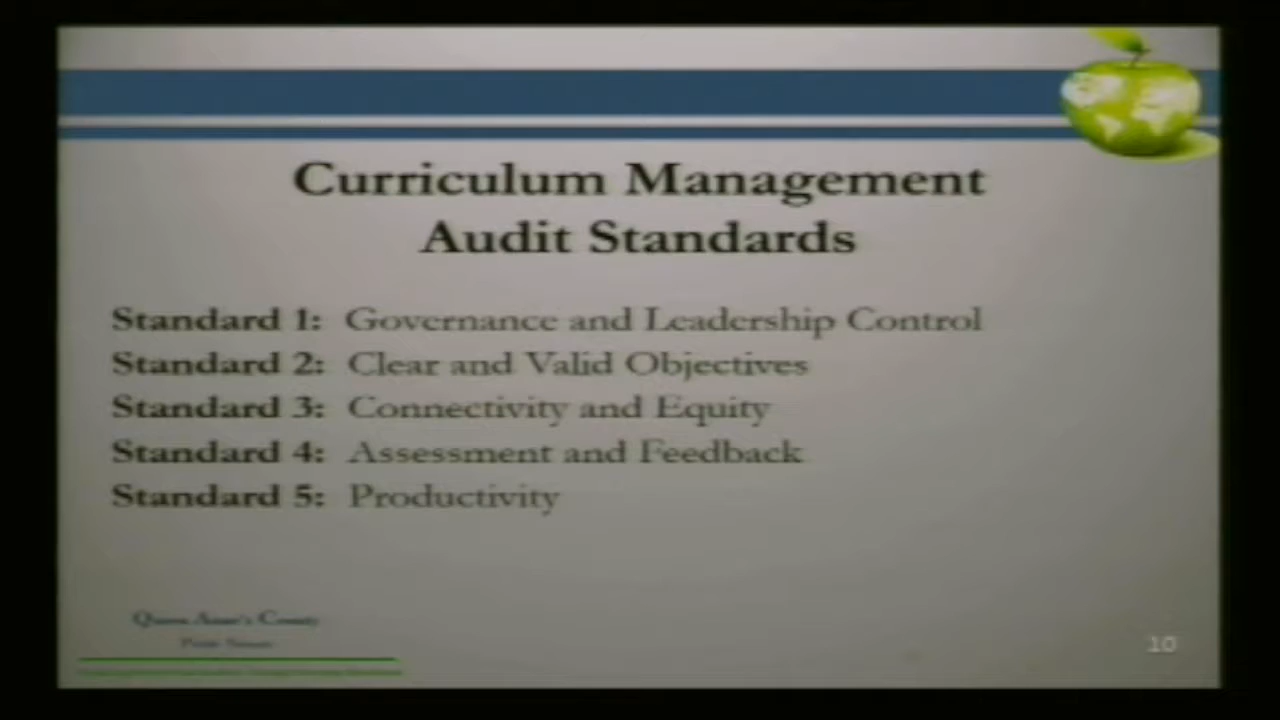 Curriculum Management
Audit Standards
Standard 1: Governance and Leadership Control
Standard 2: Clear and Valid Objectives
Standard 3: Connectivity and Equity
Standard 4: Assessment and Feedback
Standard 5: Productivity
Queen Anne's County
10